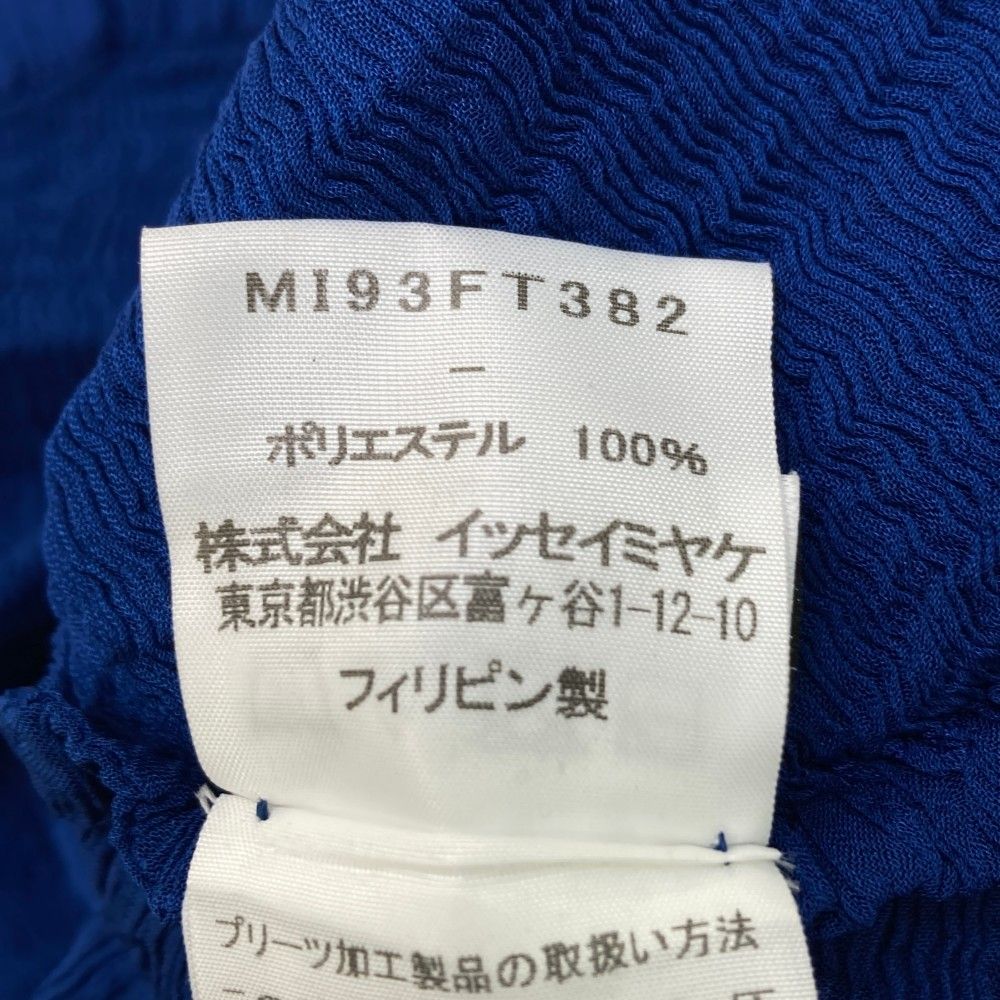 MI93FT382
−
ポリエステル 100%
株式会社 イッセイミヤケ
東京都渋谷区富ヶ谷1-12-10
フィリピン製
プリーツ加工製品の取扱い方法